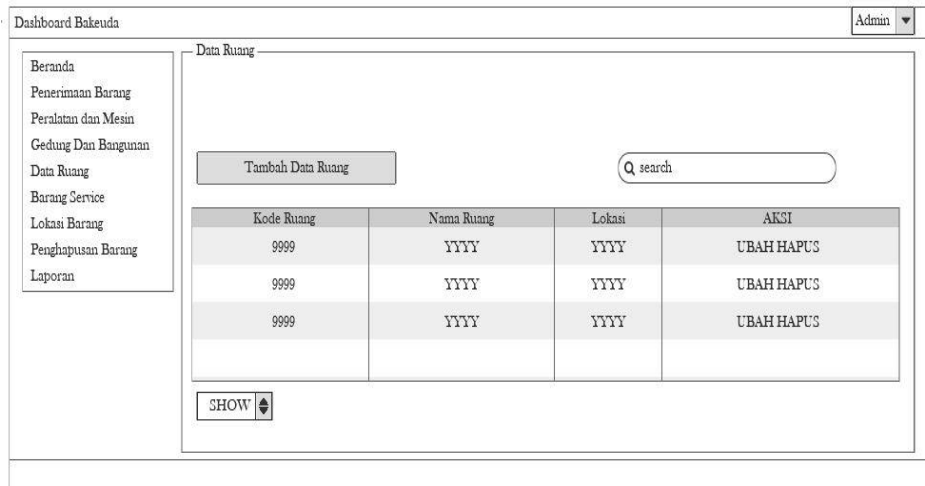 Dashboard Bakeuda
Admin
Beranda
Penerimaan Barang
Peralatan dan Mesin
Gedung Dan Bangunan
Data Ruang
Barang Service
Lokasi Barang
Penghapusan Barang
Laporan
Data Ruang
Tambah Data Ruang
search
Kode Ruang Nama Ruang Lokasi AKSI
9999 YYYY YYYY UBAH HAPUS
9999 YYYY YYYY UBAH HAPUS
9999 YYYY YYYY UBAH HAPUS
SHOW